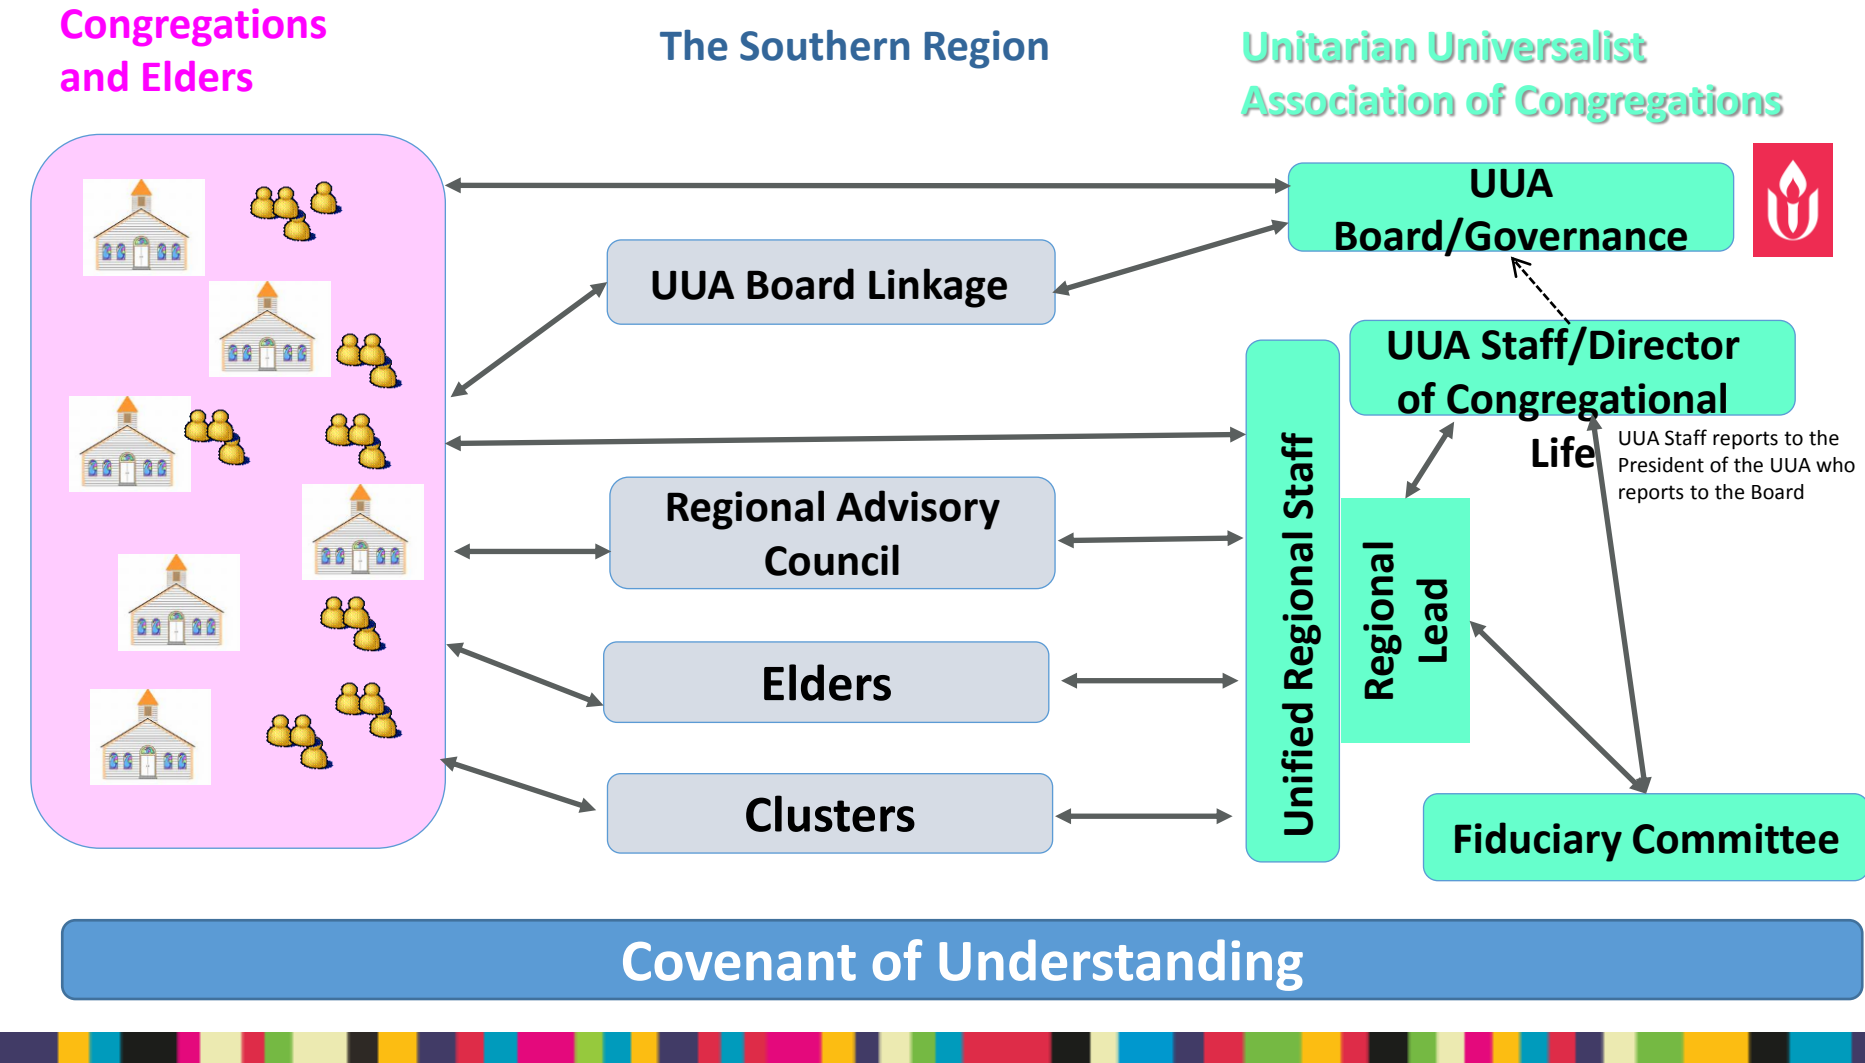 Congregations
and Elders
The Southern Region
Unitarian Universalist
Association of Congregations
UUA
Board/Governance
UUA Board Linkage
UUA Staff/Director
of Congregational
Life
UUA Staff reports to the
President of the UUA who
reports to the Board
Regional Advisory
Council
Unified Regional Staff
Regional
Lead
Elders
Clusters
Fiduciary Committee
Covenant of Understanding